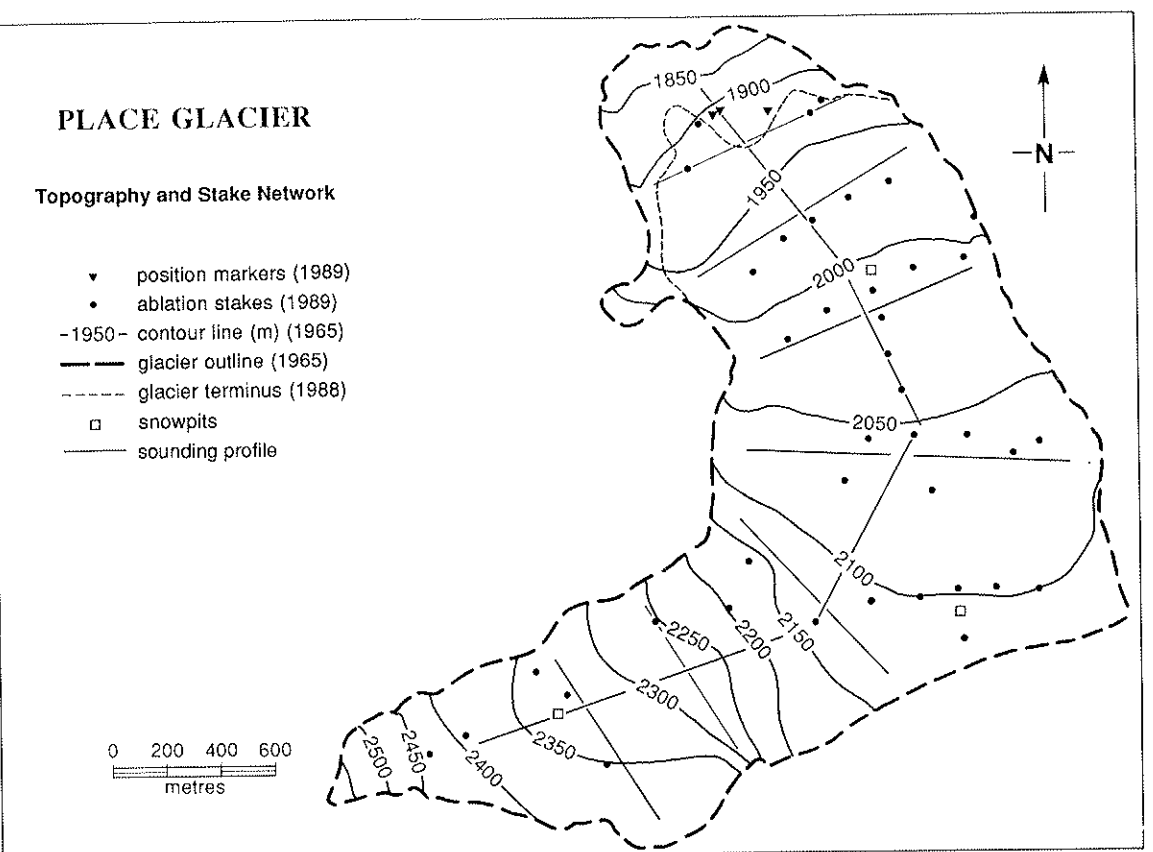 PLACE GLACIER
Topography and Stake Network
position markers (1989)
ablation stakes (1989)
-1950- contour line (m) (1965)
glacier outline (1965)
glacier terminus (1988)
snowpits
sounding profile
0 200 400 600
metres
N
1850
1900
1950
2000
2050
2100
2150
2200
2250
2300
2350
2400
2450
2500